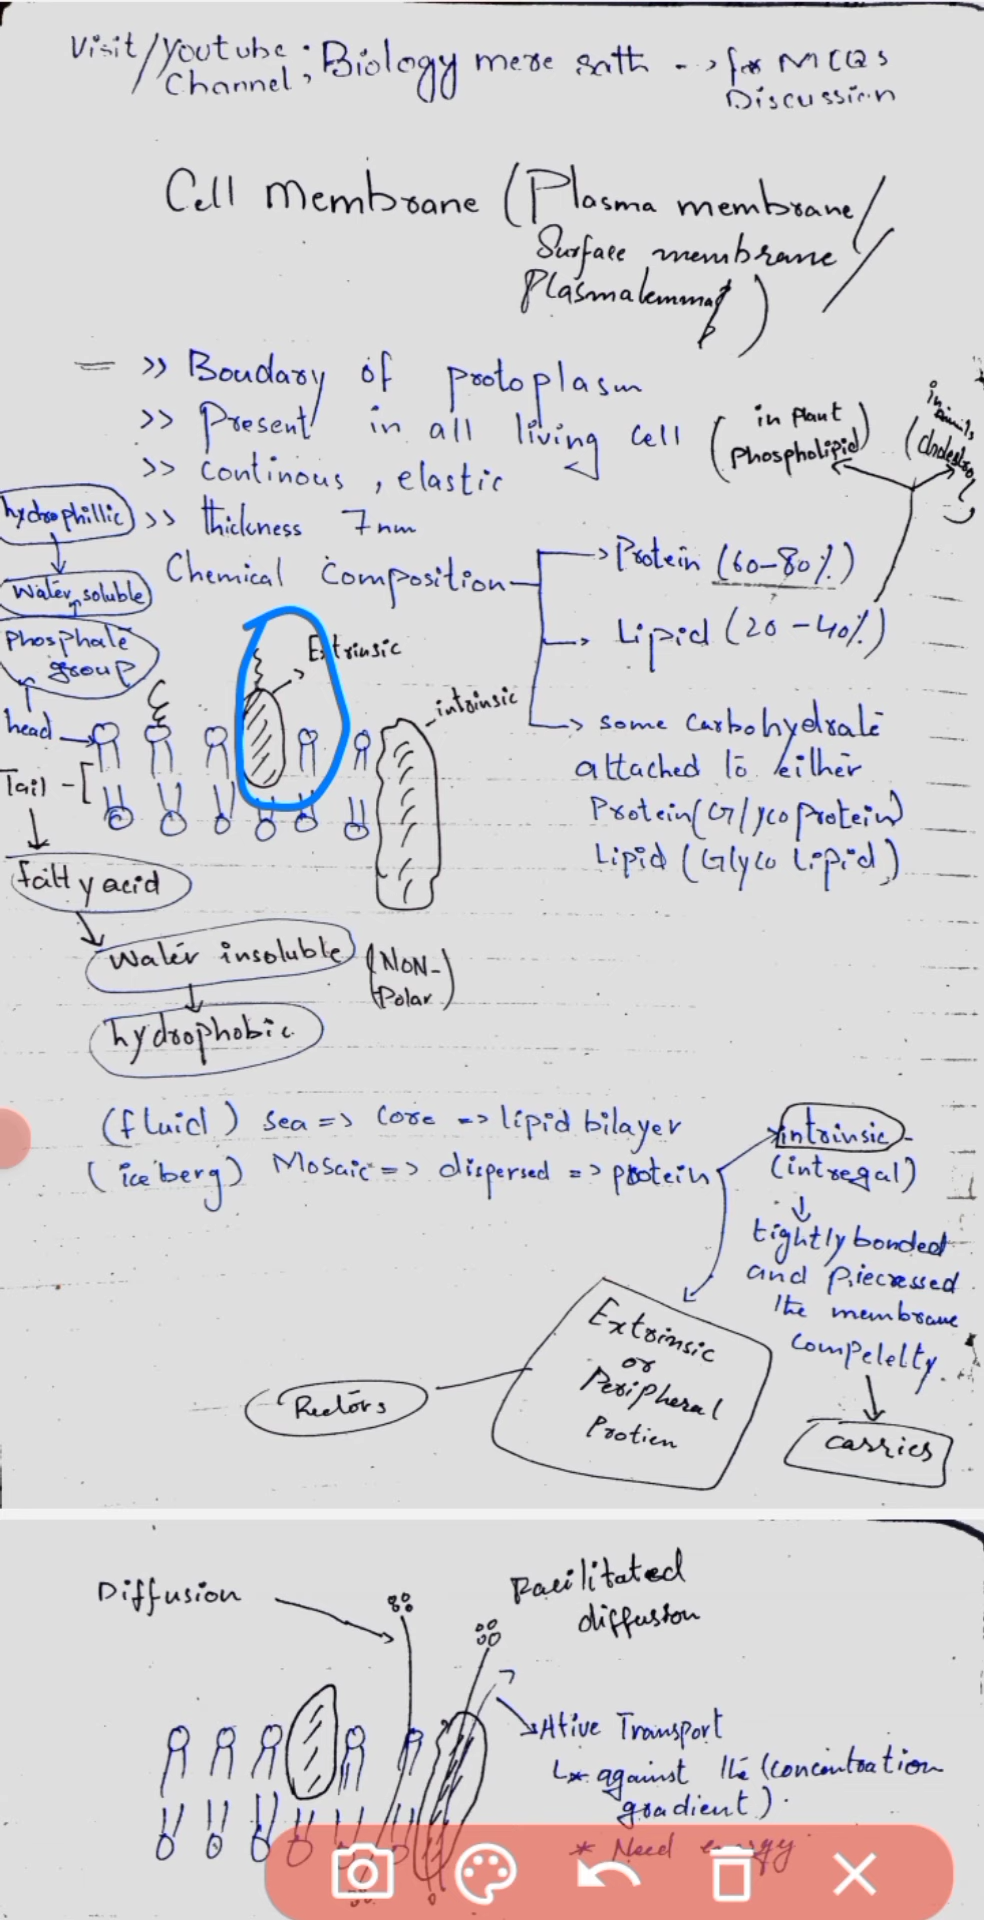 Visit/Youtube Channel; Biology mere sath --> for MCQs
Discussion
Cell Membrane (Plasma membrane/
Surface membrane/
Plasmalemma)
= >> Boudary of protoplasm
>> Present in all living cell
>> continous, elastic
>> thickness 7nm
(in Plant
Phospholipid)
in
(
hydrophillic
Water soluble
Phosphate
group
head
Tail
Chemical Composition
Protein (60-80%)
Lipid (20-40%)
some carbohydrate
attached to either
Protein (Glycoprotein)
Lipid (Glyco Lipid)
Extrinsic
intrinsic
fatty acid
Water insoluble
(NON-
Polar)
hydrophobic
(fluid) sea => core => lipid bilayer
(iceberg) Mosaic => dispersed => protein
intrinsic
(intregal)
tightly bonded
and Piecressed
the membrane
compeletly.
carries
Extrinsic
or
Peripheral
Protien
Diffusion
Facilitated
diffusion
Ative Transport
* against the (concentration
gradient).
* Need energy